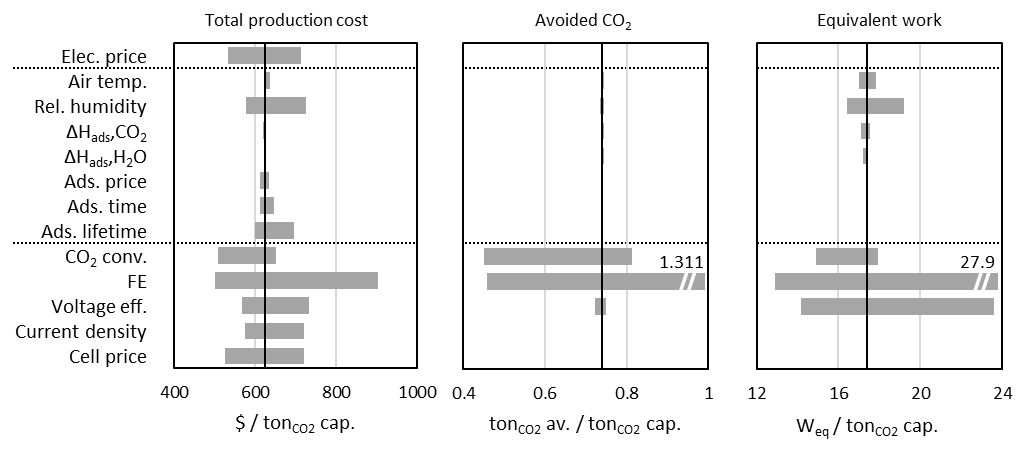 Total production cost
Avoided CO₂
Equivalent work
Elec. price
Air temp.
Rel. humidity
ΔHads,CO₂
ΔHads,H₂O
Ads. price
Ads. time
Ads. lifetime
CO₂ conv.
FE
Voltage eff.
Current density
Cell price
1.311
27.9
400 600 800 1000
0.4 0.6 0.8 1
12 16 20 24
$ / tonCO2 cap.
tonCO2 av. / tonCO2 cap.
Weq / tonCO2 cap.